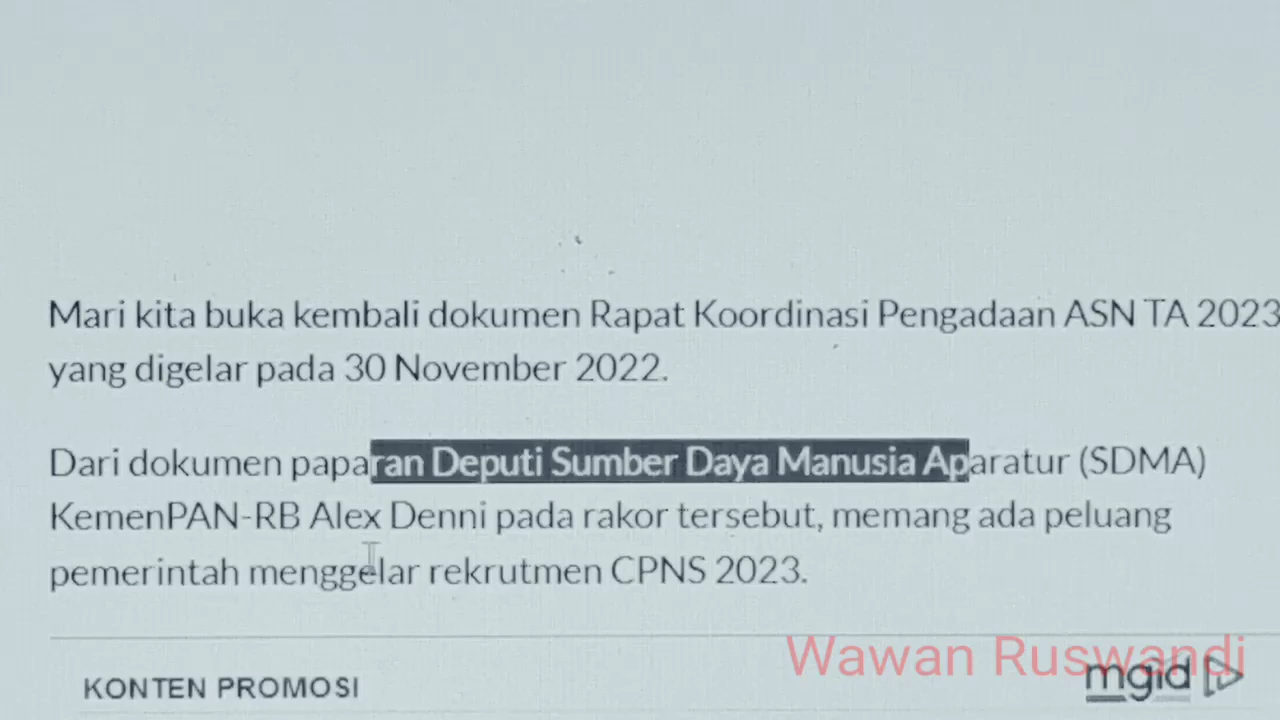 Mari kita buka kembali dokumen Rapat Koordinasi Pengadaan ASN TA 2023
yang digelar pada 30 November 2022.
Dari dokumen paparan Deputi Sumber Daya Manusia Aparatur (SDMA)
KemenPAN-RB Alex Denni pada rakor tersebut, memang ada peluang
pemerintah menggelar rekrutmen CPNS 2023.
Wawan Ruswandi
KONTEN PROMOSI
mgid